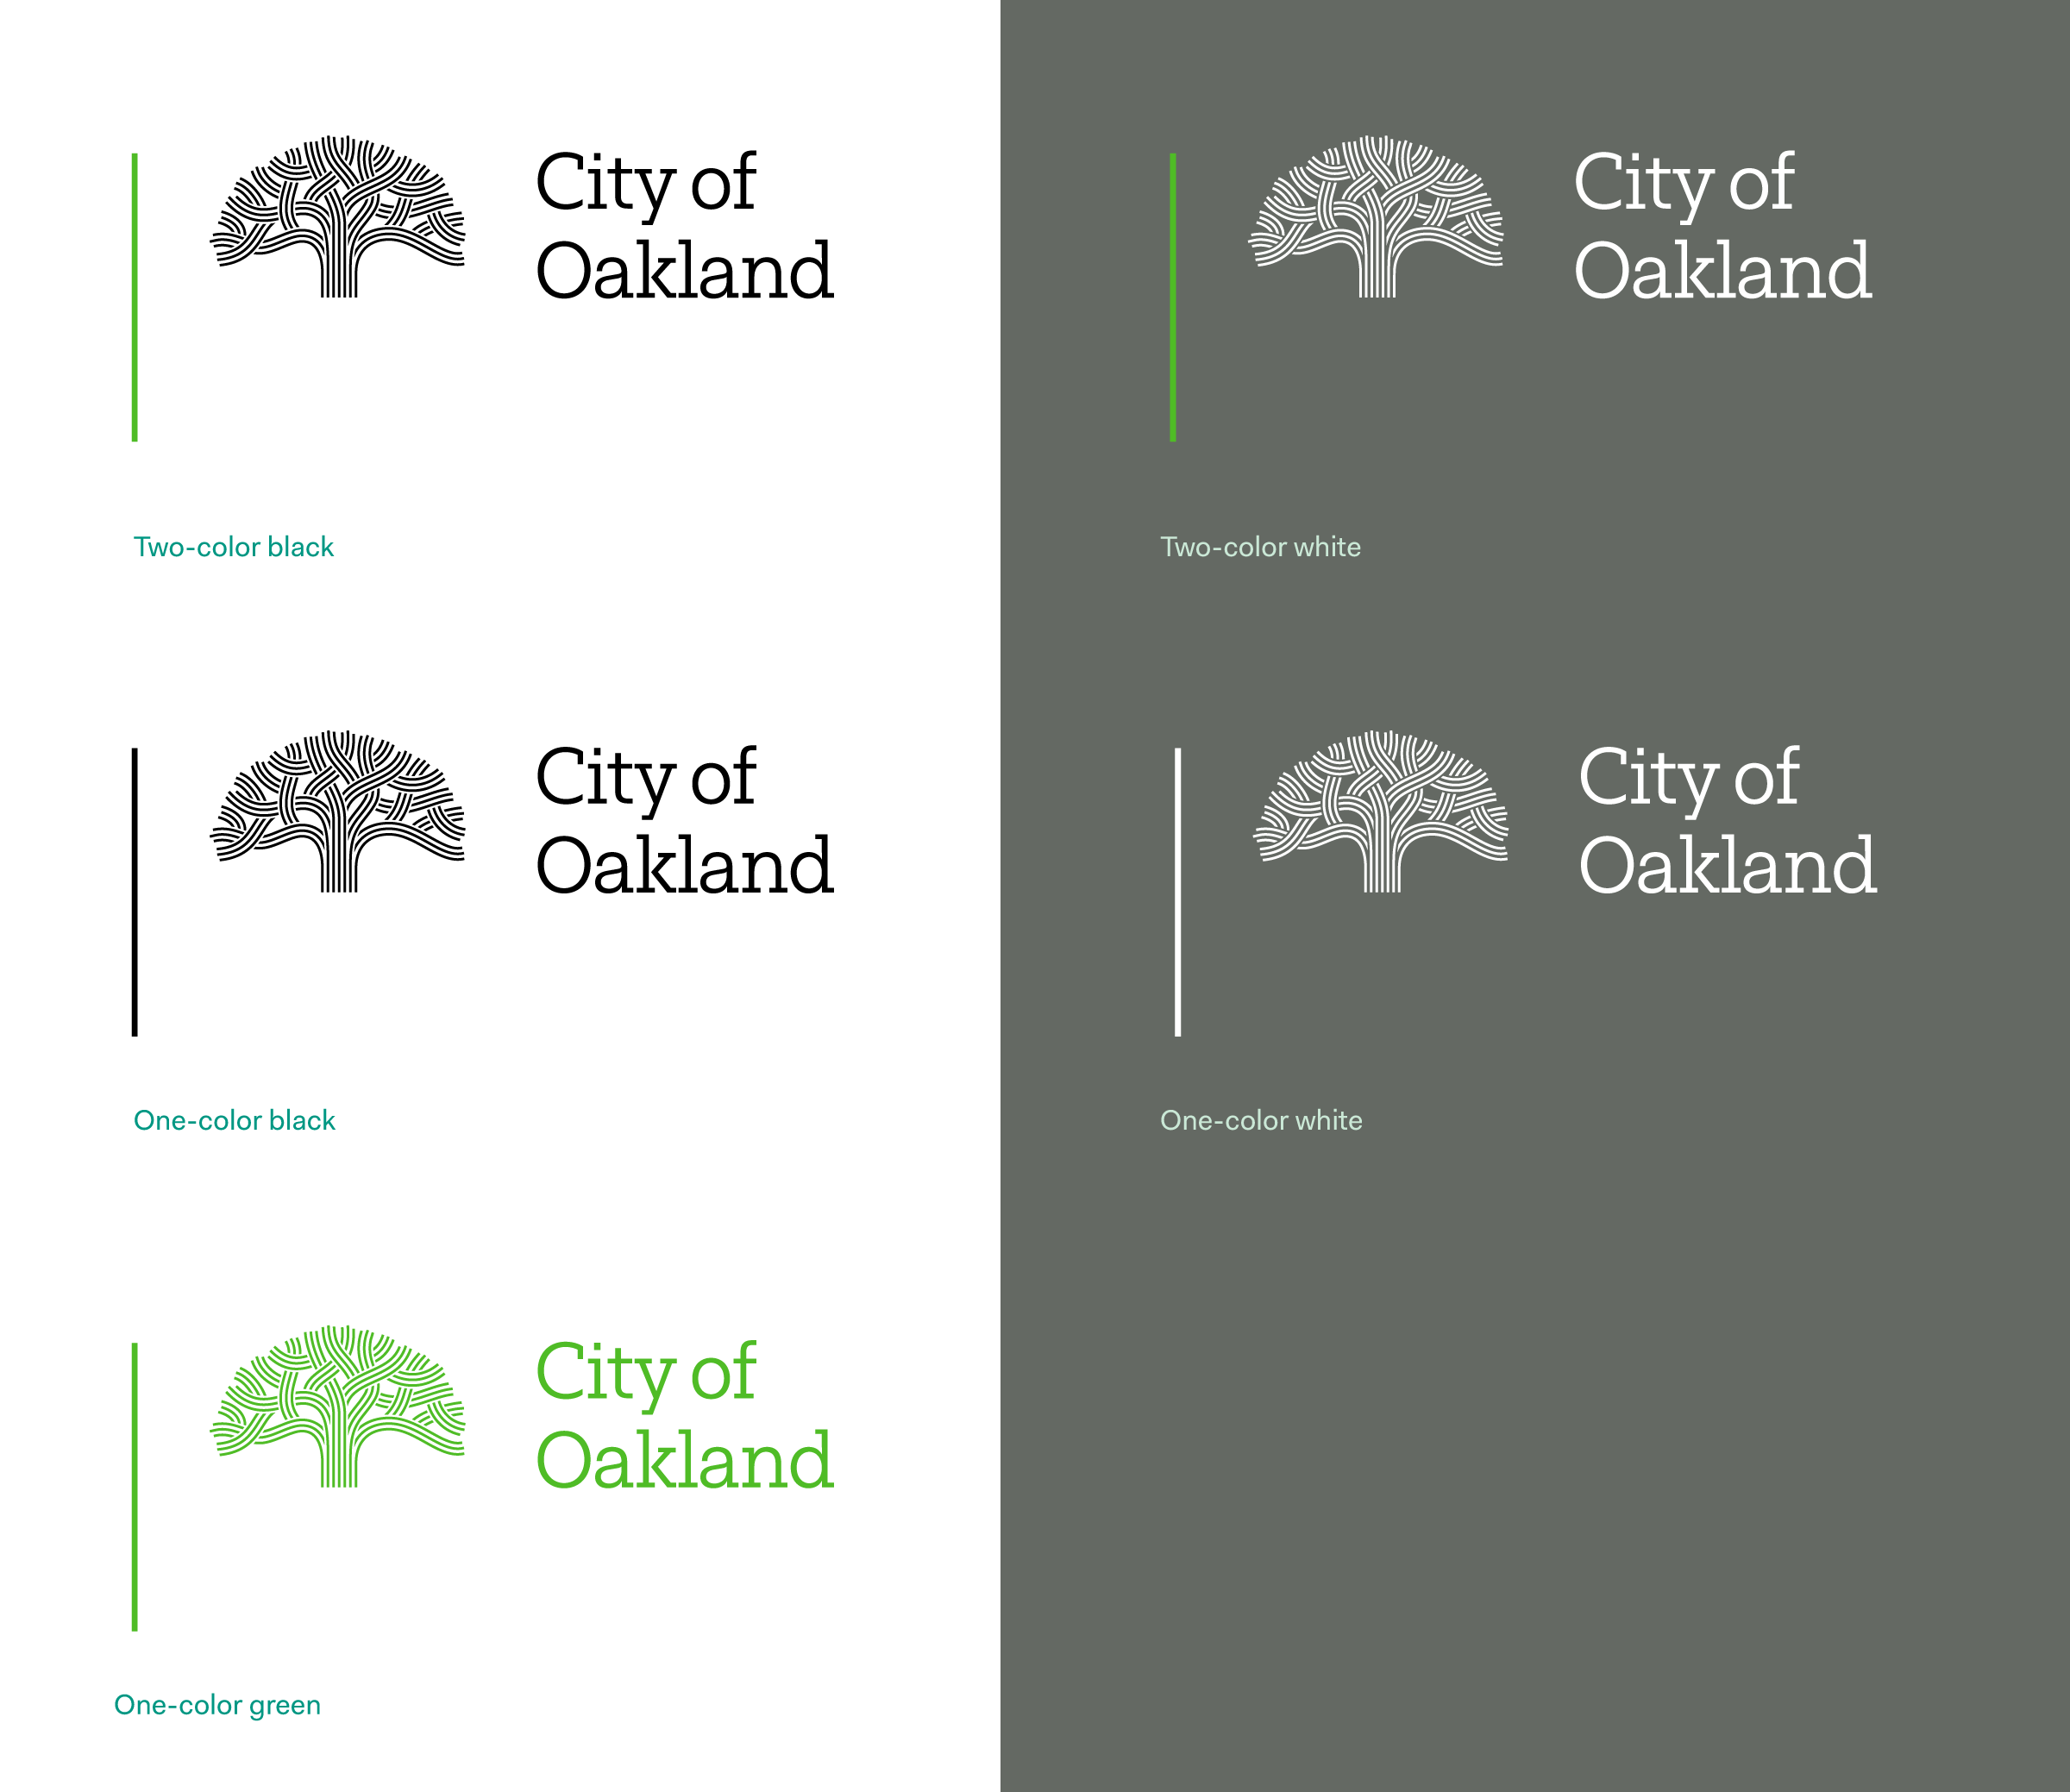 City of
Oakland
Two-color black
City of
Oakland
One-color black
City of
Oakland
One-color green
City of
Oakland
Two-color white
City of
Oakland
One-color white